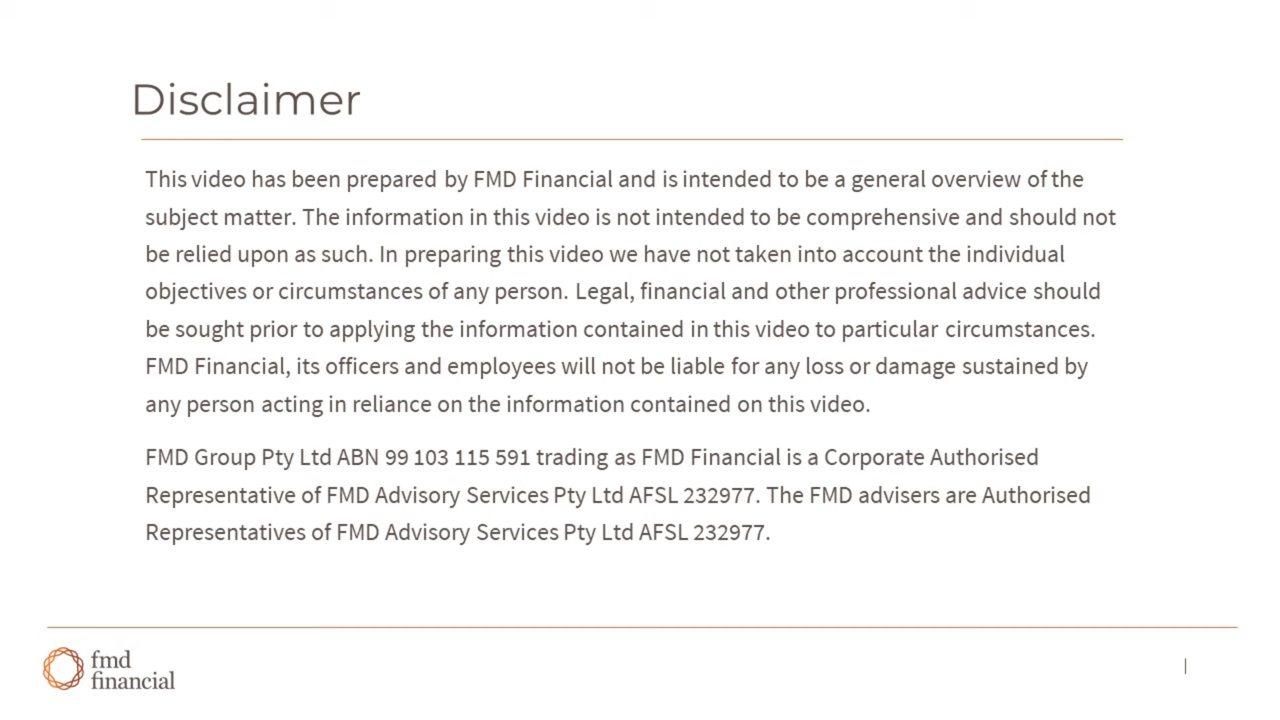 Disclaimer
This video has been prepared by FMD Financial and is intended to be a general overview of the
subject matter. The information in this video is not intended to be comprehensive and should not
be relied upon as such. In preparing this video we have not taken into account the individual
objectives or circumstances of any person. Legal, financial and other professional advice should
be sought prior to applying the information contained in this video to particular circumstances.
FMD Financial, its officers and employees will not be liable for any loss or damage sustained by
any person acting in reliance on the information contained on this video.
FMD Group Pty Ltd ABN 99 103 115 591 trading as FMD Financial is a Corporate Authorised
Representative of FMD Advisory Services Pty Ltd AFSL 232977. The FMD advisers are Authorised
Representatives of FMD Advisory Services Pty Ltd AFSL 232977.
fmd
financial
|